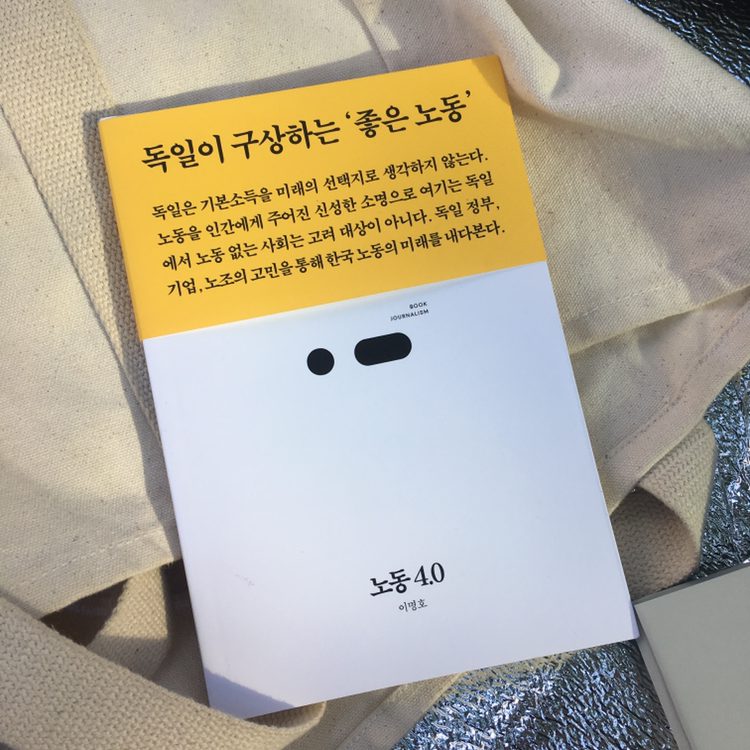 독일이 구상하는 ‘좋은 노동’
독일은 기본소득을 미래의 선택지로 생각하지 않는다.
노동을 인간에게 주어진 신성한 소명으로 여기는 독일
에서 노동 없는 사회는 고려 대상이 아니다. 독일 정부,
기업, 노조의 고민을 통해 한국 노동의 미래를 내다본다.
BOOK
JOURNALISM
노동 4.0
이명호